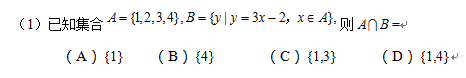 （1）已知集合 A = {1,2,3,4}, B = {y | y = 3x − 2，x ∈ A}, 则 A∩B =
（A）{1} （B）{4} （C）{1,3} （D）{1,4}